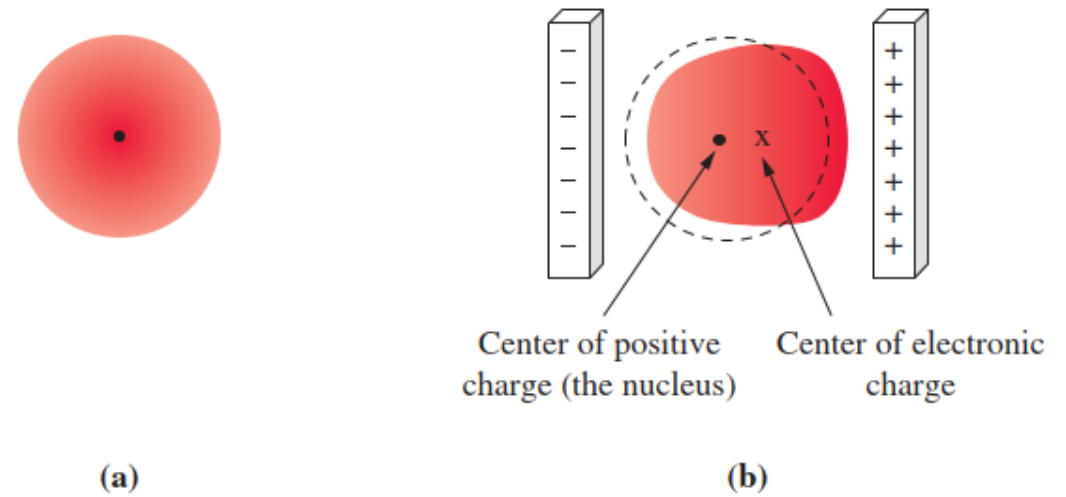 −
−
−
−
−
−
−
x
+
+
+
+
+
+
+
Center of positive
charge (the nucleus)
Center of electronic
charge
(a)
(b)